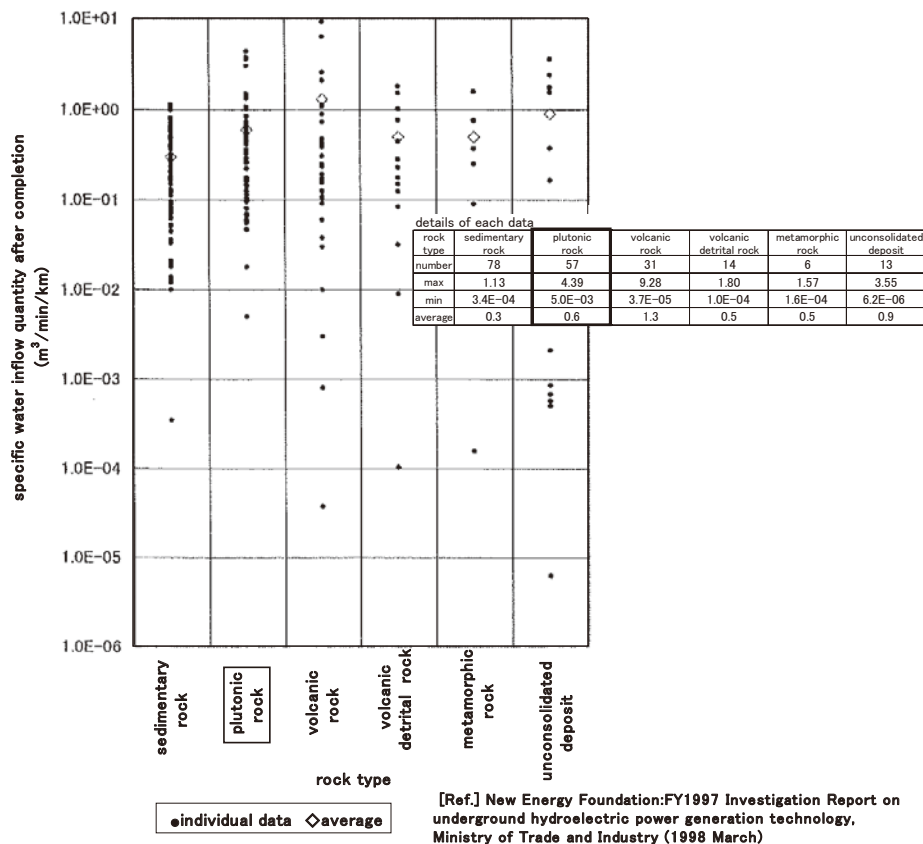 specific water inflow quantity after completion
(m³/min/km)
1.0E+01
1.0E+00
1.0E-01
1.0E-02
1.0E-03
1.0E-04
1.0E-05
1.0E-06
details of each data
rock type sedimentary rock plutonic rock volcanic rock volcanic detrital rock metamorphic rock unconsolidated deposit
number 78 57 31 14 6 13
max 1.13 4.39 9.28 1.80 1.57 3.55
min 3.4E-04 5.0E-03 3.7E-05 1.0E-04 1.6E-04 6.2E-06
average 0.3 0.6 1.3 0.5 0.5 0.9
sedimentary
rock
plutonic
rock
volcanic
rock
volcanic
detrital rock
metamorphic
rock
unconsolidated
deposit
rock type
●individual data ◇average
[Ref.] New Energy Foundation:FY1997 Investigation Report on
underground hydroelectric power generation technology,
Ministry of Trade and Industry (1998 March)